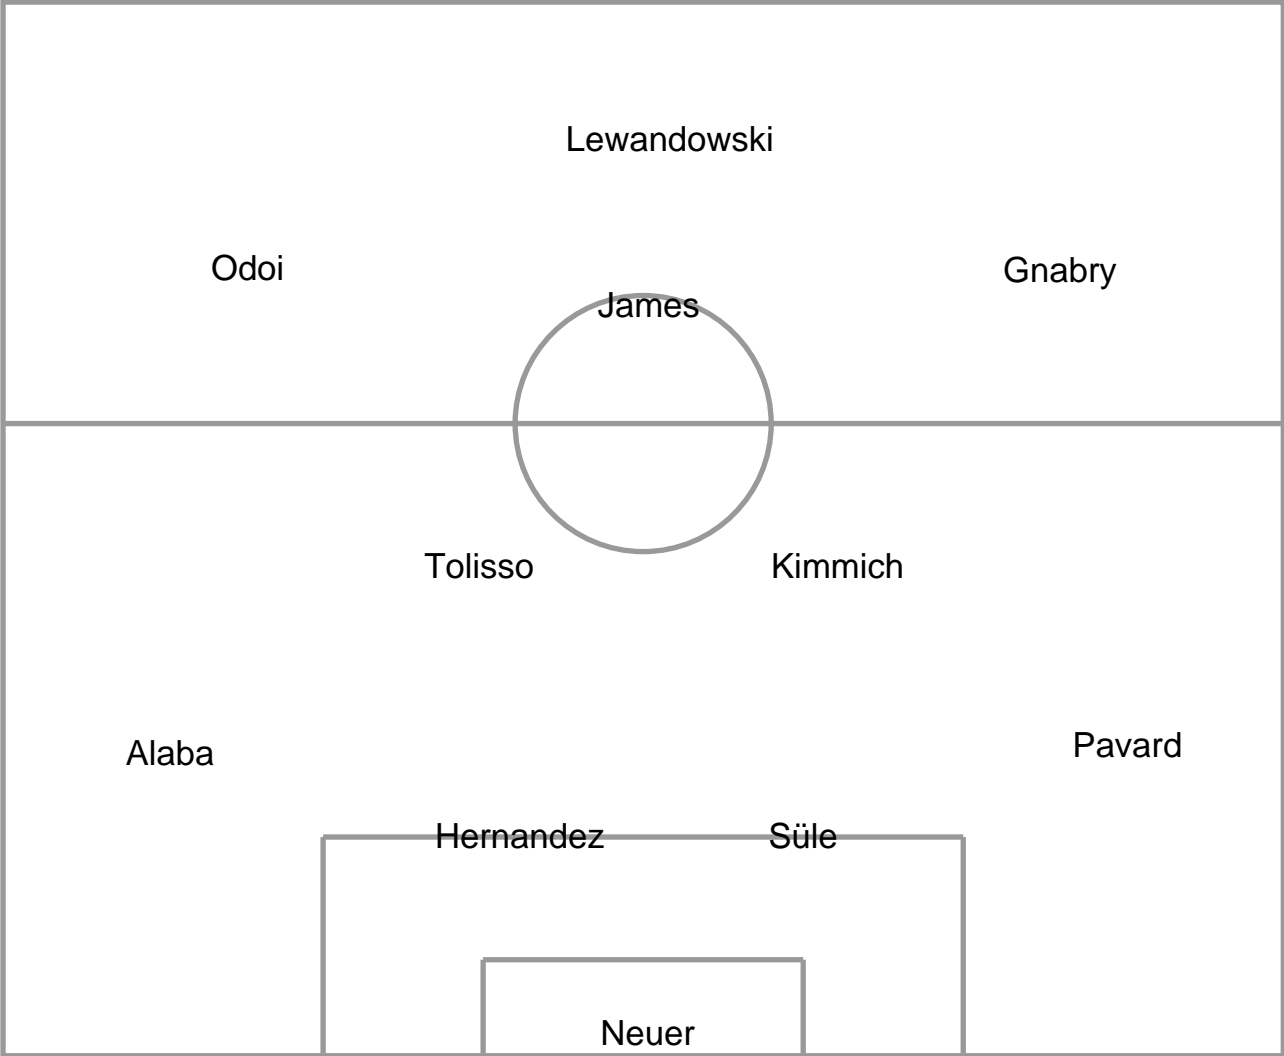 Lewandowski
Odoi
Gnabry
James
Tolisso
Kimmich
Alaba
Pavard
Hernandez
Süle
Neuer